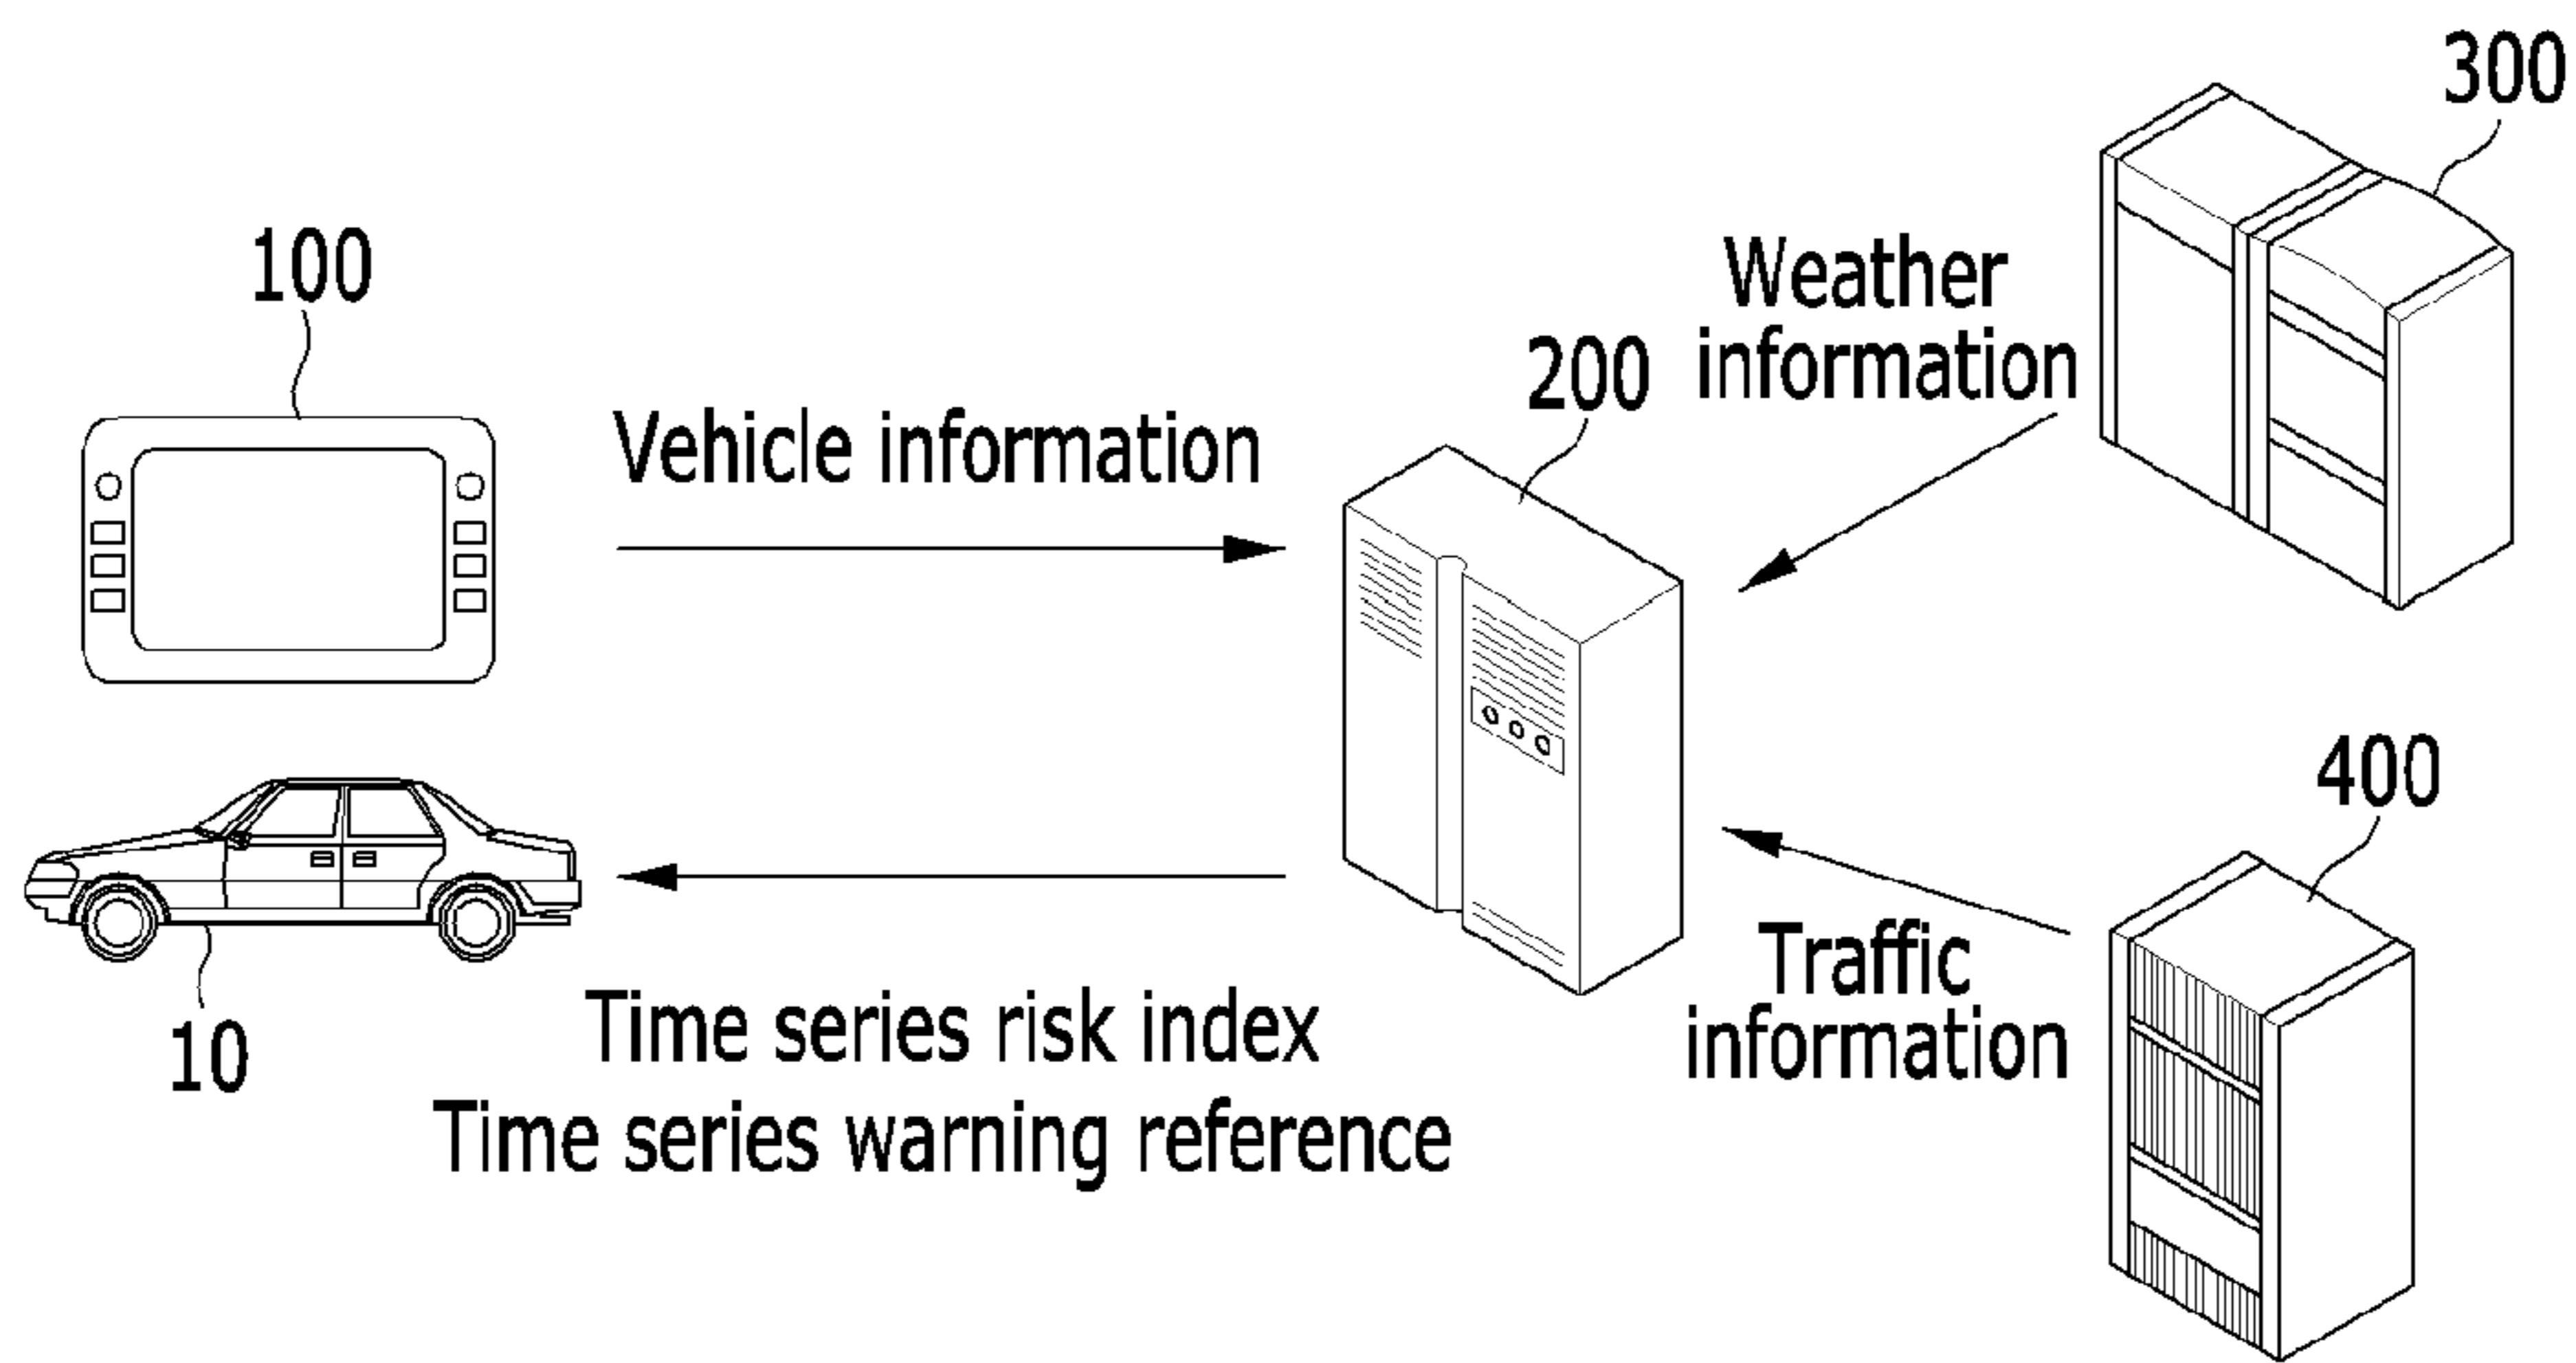 300
100
Weather
information
200
Vehicle information
400
Traffic
information
10
Time series risk index
Time series warning reference